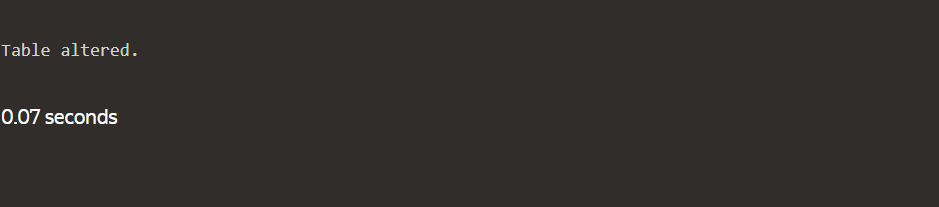 Table altered.
0.07 seconds